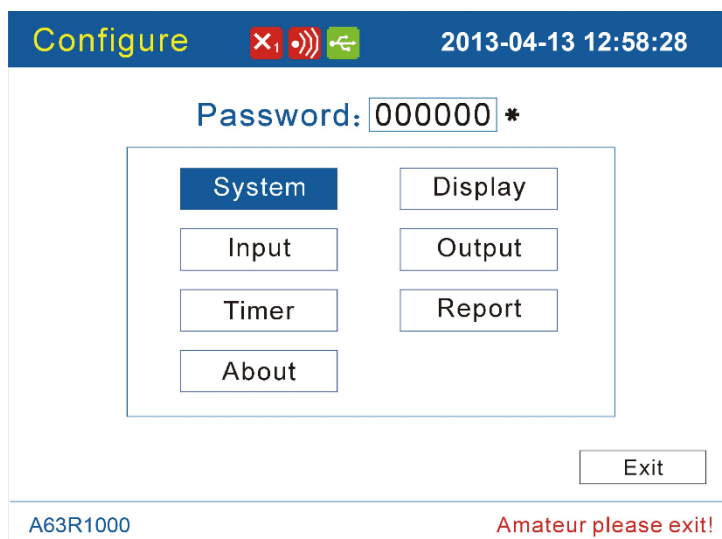 Configure 1 2013-04-13 12:58:28
Password: 000000 *
System Display
Input Output
Timer Report
About
Exit
A63R1000 Amateur please exit!